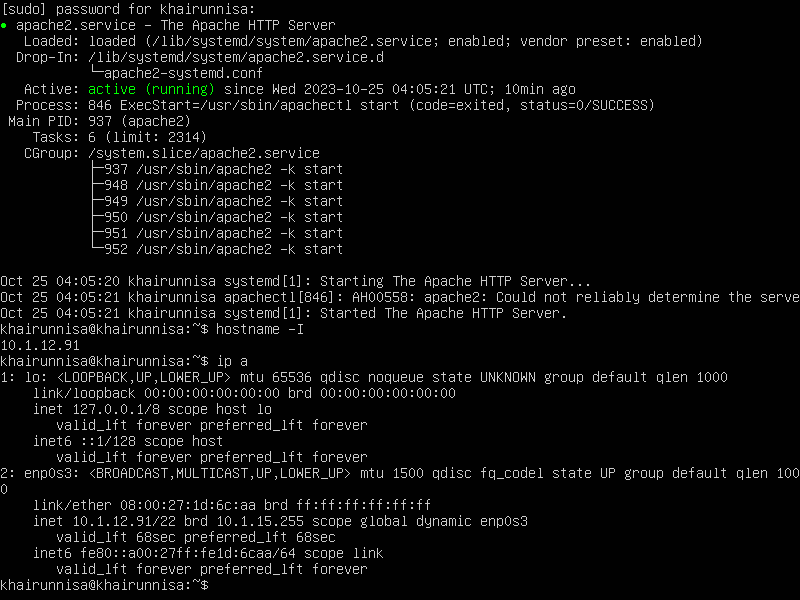 [sudo] password for khairunnisa:
● apache2.service - The Apache HTTP Server
   Loaded: loaded (/lib/systemd/system/apache2.service; enabled; vendor preset: enabled)
  Drop-In: /lib/systemd/system/apache2.service.d
           └─apache2-systemd.conf
   Active: active (running) since Wed 2023-10-25 04:05:21 UTC; 10min ago
  Process: 846 ExecStart=/usr/sbin/apachectl start (code=exited, status=0/SUCCESS)
 Main PID: 937 (apache2)
    Tasks: 6 (limit: 2314)
   CGroup: /system.slice/apache2.service
           ├─937 /usr/sbin/apache2 -k start
           ├─948 /usr/sbin/apache2 -k start
           ├─949 /usr/sbin/apache2 -k start
           ├─950 /usr/sbin/apache2 -k start
           ├─951 /usr/sbin/apache2 -k start
           └─952 /usr/sbin/apache2 -k start

Oct 25 04:05:20 khairunnisa systemd[1]: Starting The Apache HTTP Server...
Oct 25 04:05:21 khairunnisa apachectl[846]: AH00558: apache2: Could not reliably determine the serve
Oct 25 04:05:21 khairunnisa systemd[1]: Started The Apache HTTP Server.
khairunnisa@khairunnisa:~$ hostname -I
10.1.12.91
khairunnisa@khairunnisa:~$ ip a
1: lo: <LOOPBACK,UP,LOWER_UP> mtu 65536 qdisc noqueue state UNKNOWN group default qlen 1000
    link/loopback 00:00:00:00:00:00 brd 00:00:00:00:00:00
    inet 127.0.0.1/8 scope host lo
       valid_lft forever preferred_lft forever
    inet6 ::1/128 scope host
       valid_lft forever preferred_lft forever
2: enp0s3: <BROADCAST,MULTICAST,UP,LOWER_UP> mtu 1500 qdisc fq_codel state UP group default qlen 100
0
    link/ether 08:00:27:1d:6c:aa brd ff:ff:ff:ff:ff:ff
    inet 10.1.12.91/22 brd 10.1.15.255 scope global dynamic enp0s3
       valid_lft 68sec preferred_lft 68sec
    inet6 fe80::a00:27ff:fe1d:6caa/64 scope link
       valid_lft forever preferred_lft forever
khairunnisa@khairunnisa:~$